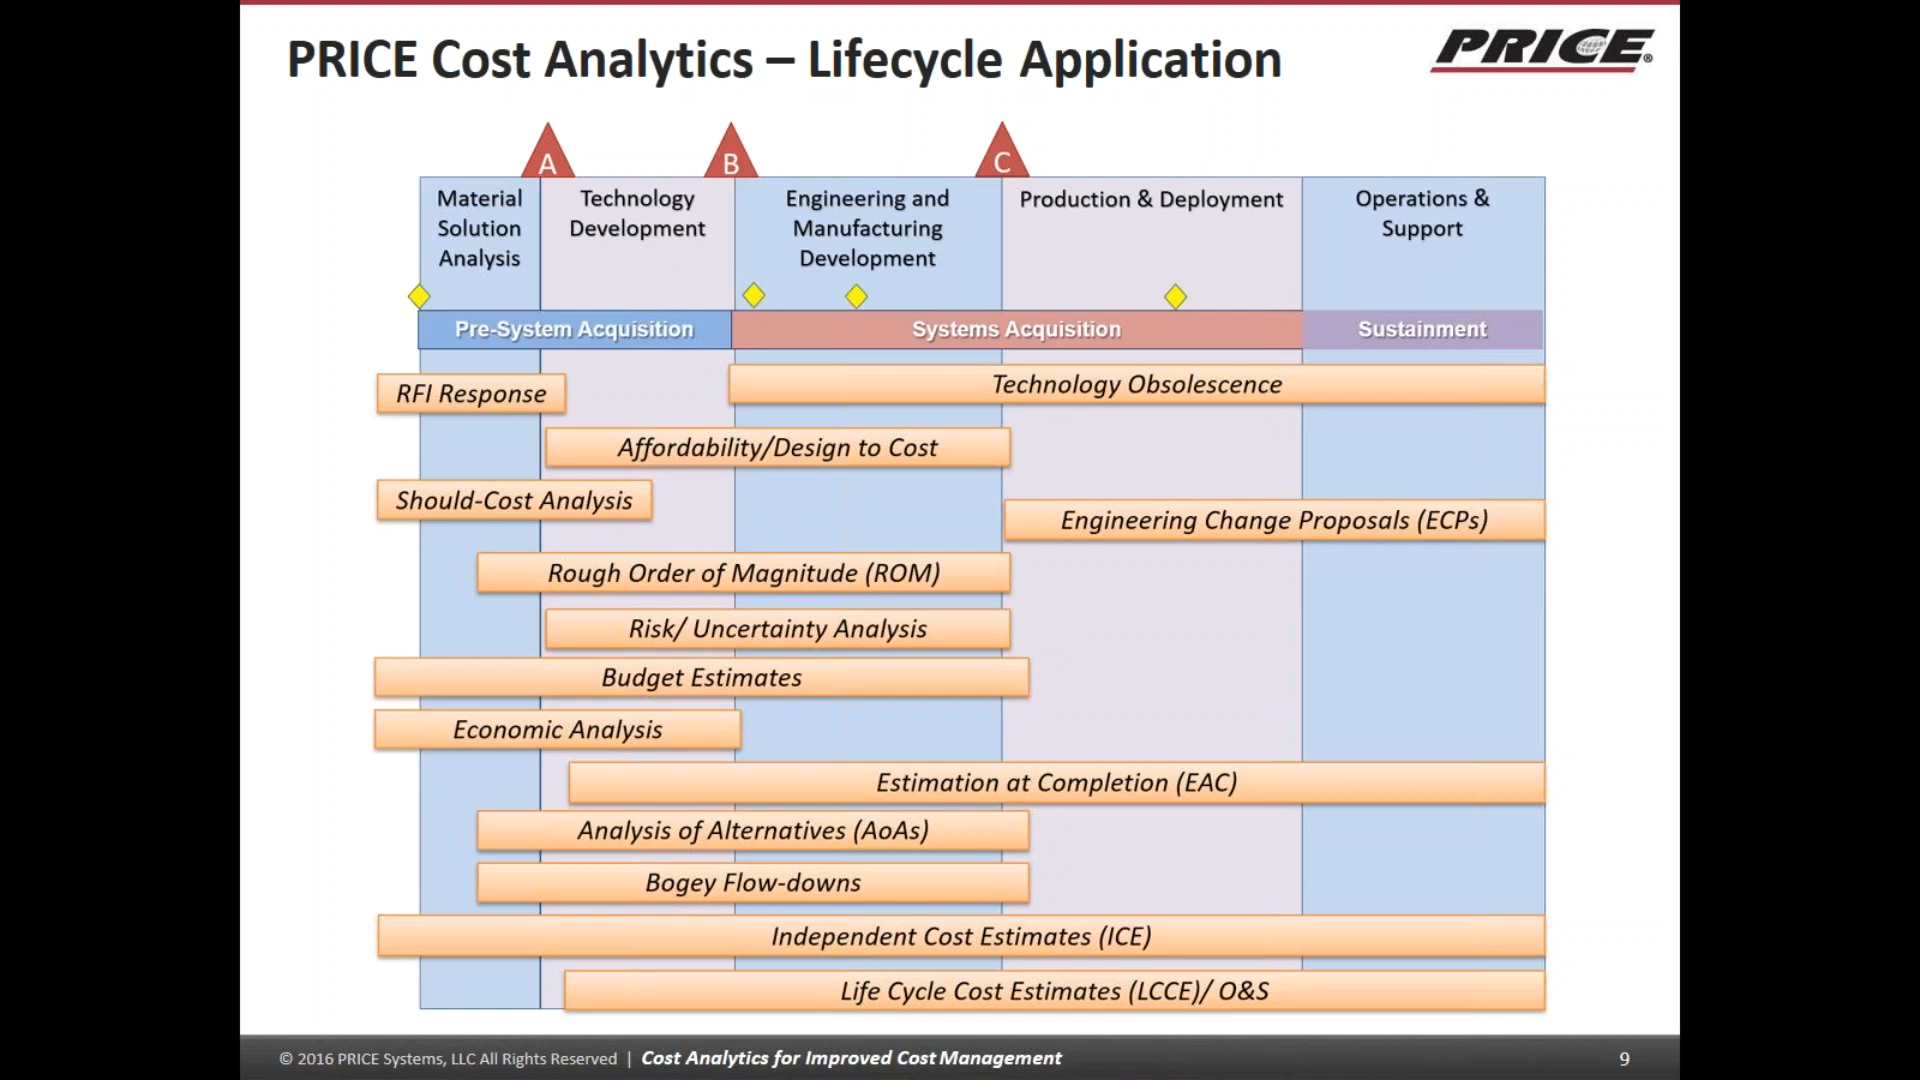 PRICE Cost Analytics – Lifecycle Application
PRICE®
A
B
C
Material
Solution
Analysis
Technology
Development
Engineering and
Manufacturing
Development
Production & Deployment
Operations &
Support
Pre-System Acquisition
Systems Acquisition
Sustainment
RFI Response
Technology Obsolescence
Affordability/Design to Cost
Should-Cost Analysis
Engineering Change Proposals (ECPs)
Rough Order of Magnitude (ROM)
Risk/ Uncertainty Analysis
Budget Estimates
Economic Analysis
Estimation at Completion (EAC)
Analysis of Alternatives (AoAs)
Bogey Flow-downs
Independent Cost Estimates (ICE)
Life Cycle Cost Estimates (LCCE)/ O&S
© 2016 PRICE Systems, LLC All Rights Reserved | Cost Analytics for Improved Cost Management
9